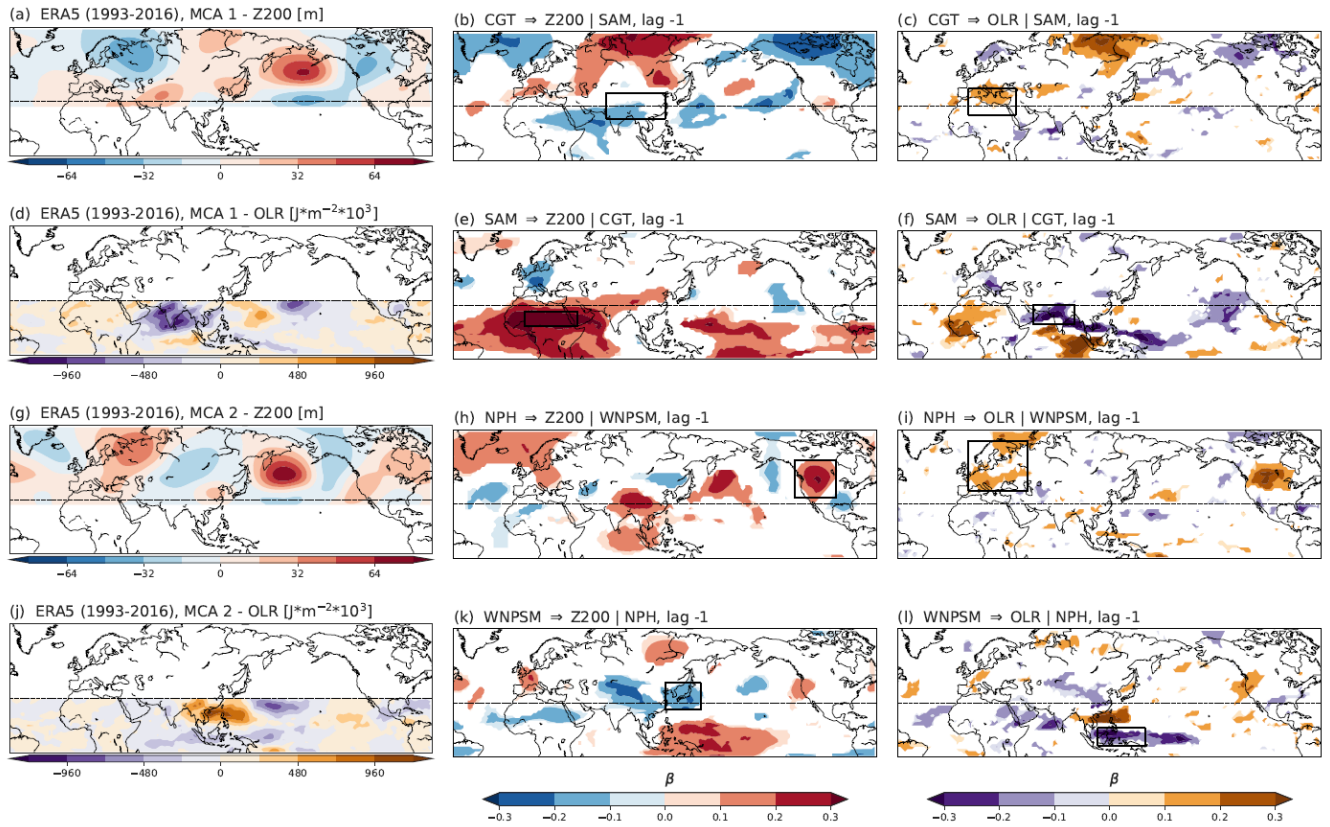 (a) ERA5 (1993-2016), MCA 1 - Z200 [m]
(b) CGT ⇒ Z200 | SAM, lag -1
(c) CGT ⇒ OLR | SAM, lag -1
−64 −32 0 32 64
(d) ERA5 (1993-2016), MCA 1 - OLR [J*m⁻²*10³]
(e) SAM ⇒ Z200 | CGT, lag -1
(f) SAM ⇒ OLR | CGT, lag -1
−960 −480 0 480 960
(g) ERA5 (1993-2016), MCA 2 - Z200 [m]
(h) NPH ⇒ Z200 | WNPSM, lag -1
(i) NPH ⇒ OLR | WNPSM, lag -1
−64 −32 0 32 64
(j) ERA5 (1993-2016), MCA 2 - OLR [J*m⁻²*10³]
(k) WNPSM ⇒ Z200 | NPH, lag -1
(l) WNPSM ⇒ OLR | NPH, lag -1
−960 −480 0 480 960
β
β
−0.3 −0.2 −0.1 0.0 0.1 0.2 0.3
−0.3 −0.2 −0.1 0.0 0.1 0.2 0.3